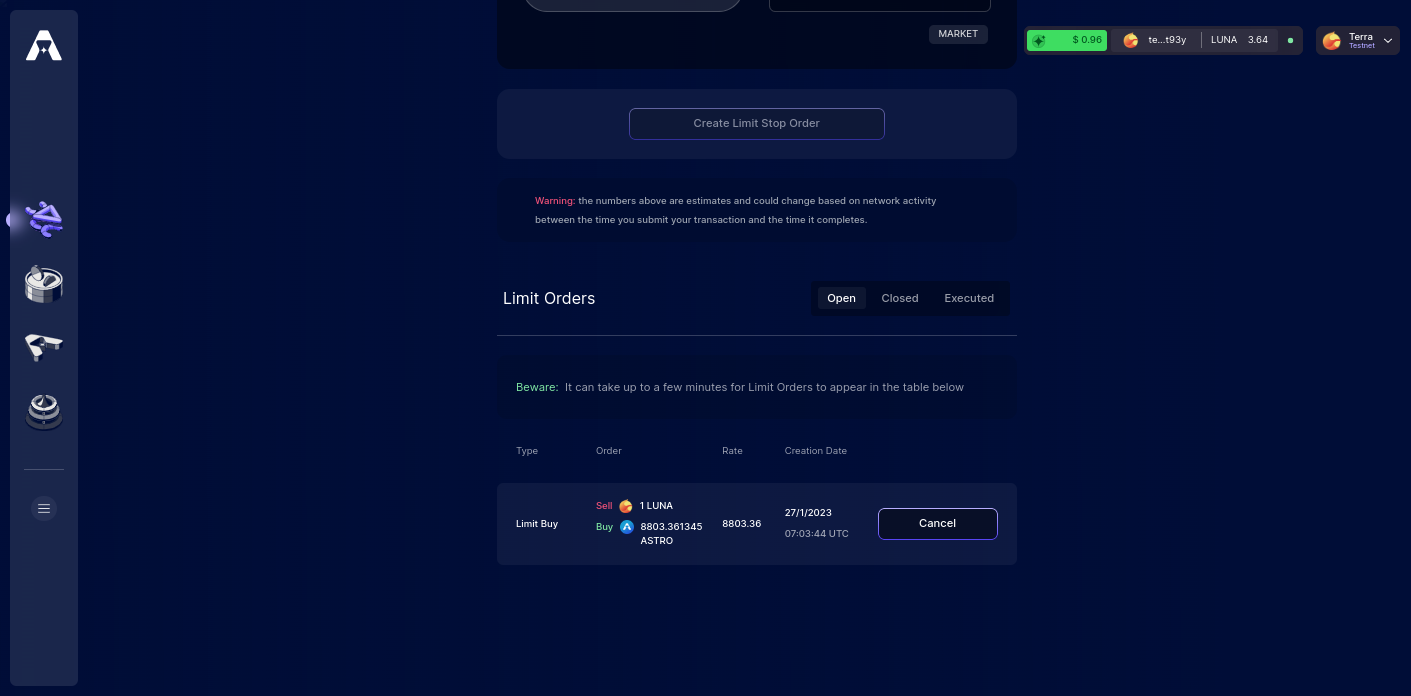 MARKET
$ 0.96
te...t93y
LUNA 3.64
Terra
Testnet
Create Limit Stop Order
Warning: the numbers above are estimates and could change based on network activity
between the time you submit your transaction and the time it completes.
Limit Orders
Open Closed Executed
Beware: It can take up to a few minutes for Limit Orders to appear in the table below
Type Order Rate Creation Date
Limit Buy
Sell 1 LUNA
Buy 8803.361345
ASTRO
8803.36
27/1/2023
07:03:44 UTC
Cancel